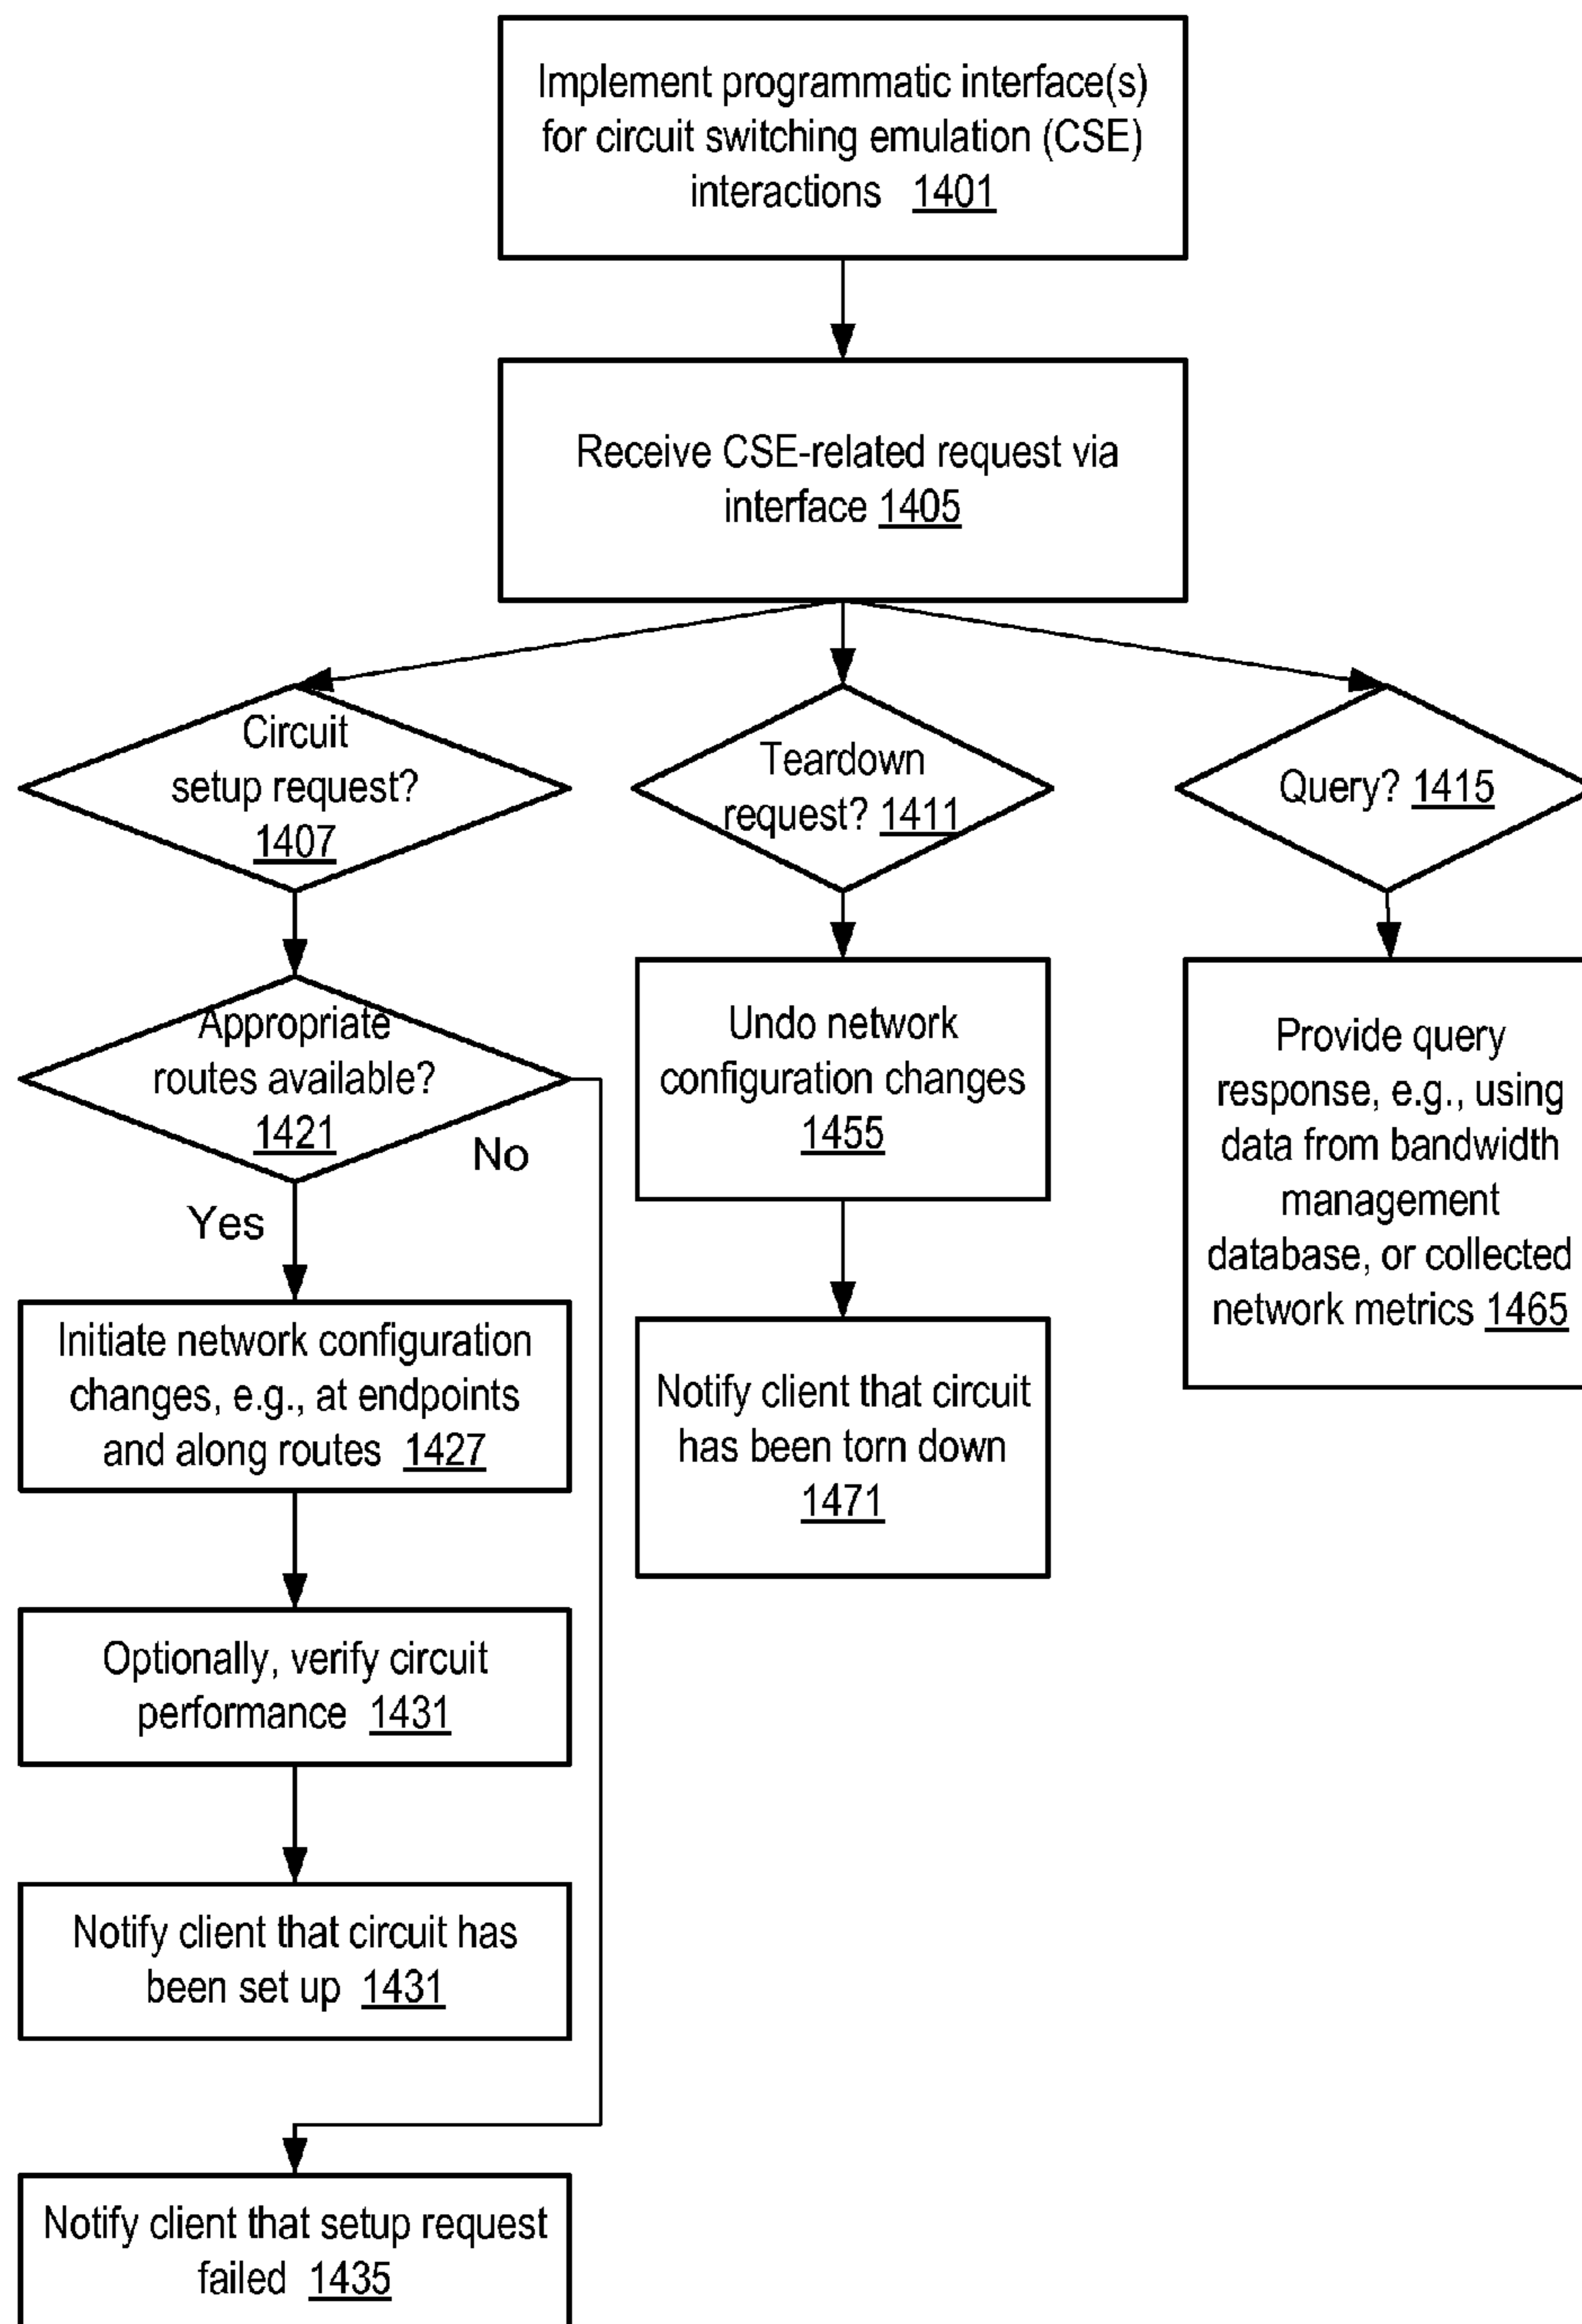 Implement programmatic interface(s)
for circuit switching emulation (CSE)
interactions 1401
Receive CSE-related request via
interface 1405
Circuit
setup request?
1407
Teardown
request? 1411
Query? 1415
Appropriate
routes available?
1421
No
Yes
Undo network
configuration changes
1455
Provide query
response, e.g., using
data from bandwidth
management
database, or collected
network metrics 1465
Initiate network configuration
changes, e.g., at endpoints
and along routes 1427
Notify client that circuit
has been torn down
1471
Optionally, verify circuit
performance 1431
Notify client that circuit has
been set up 1431
Notify client that setup request
failed 1435